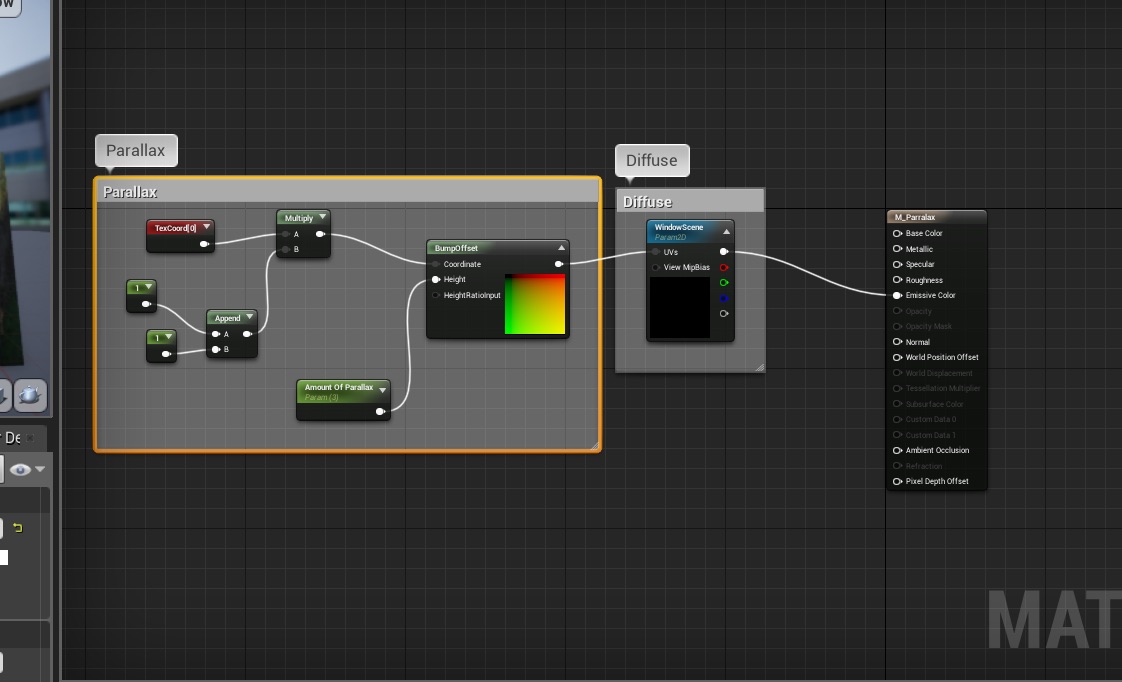 Parallax
Parallax
TexCoord[0]
Multiply
A
B
1
1
Append
A
B
Amount Of Parallax
Param (3)
BumpOffset
Coordinate
Height
HeightRatioInput
Diffuse
Diffuse
WindowScene
Param2D
UVs
View MipBias
M_Parralax
Base Color
Metallic
Specular
Roughness
Emissive Color
Opacity
Opacity Mask
Normal
World Position Offset
World Displacement
Tessellation Multiplier
Subsurface Color
Custom Data 0
Custom Data 1
Ambient Occlusion
Refraction
Pixel Depth Offset
MAT